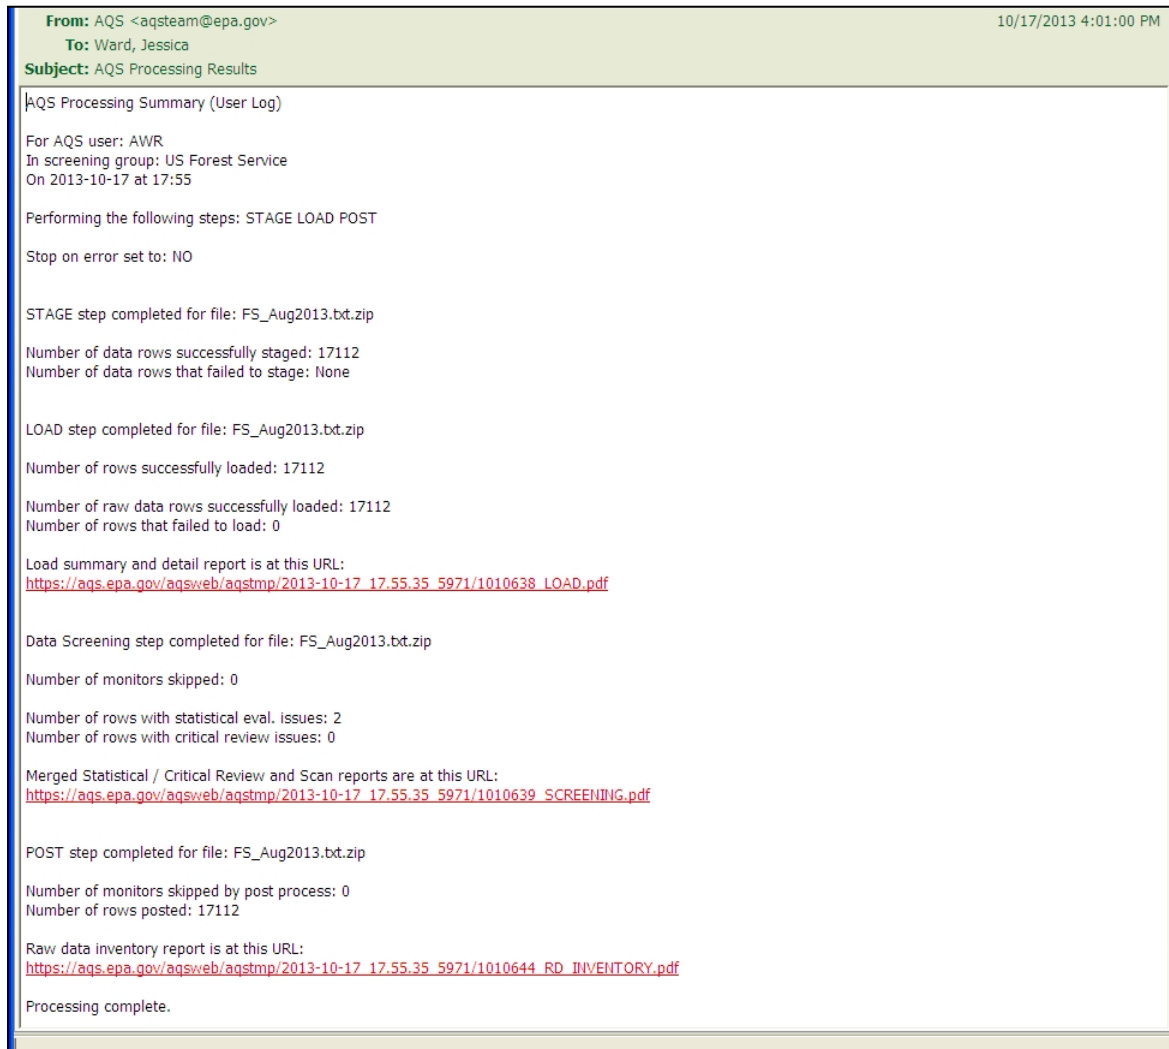 From: AQS <aqsteam@epa.gov> 10/17/2013 4:01:00 PM
To: Ward, Jessica
Subject: AQS Processing Results
AQS Processing Summary (User Log)
For AQS user: AWR
In screening group: US Forest Service
On 2013-10-17 at 17:55
Performing the following steps: STAGE LOAD POST
Stop on error set to: NO
STAGE step completed for file: FS_Aug2013.txt.zip
Number of data rows successfully staged: 17112
Number of data rows that failed to stage: None
LOAD step completed for file: FS_Aug2013.txt.zip
Number of rows successfully loaded: 17112
Number of raw data rows successfully loaded: 17112
Number of rows that failed to load: 0
Load summary and detail report is at this URL:
https://aqs.epa.gov/aqsweb/aqstmp/2013-10-17_17.55.35_5971/1010638_LOAD.pdf
Data Screening step completed for file: FS_Aug2013.txt.zip
Number of monitors skipped: 0
Number of rows with statistical eval. issues: 2
Number of rows with critical review issues: 0
Merged Statistical / Critical Review and Scan reports are at this URL:
https://aqs.epa.gov/aqsweb/aqstmp/2013-10-17_17.55.35_5971/1010639_SCREENING.pdf
POST step completed for file: FS_Aug2013.txt.zip
Number of monitors skipped by post process: 0
Number of rows posted: 17112
Raw data inventory report is at this URL:
https://aqs.epa.gov/aqsweb/aqstmp/2013-10-17_17.55.35_5971/1010644_RD_INVENTORY.pdf
Processing complete.